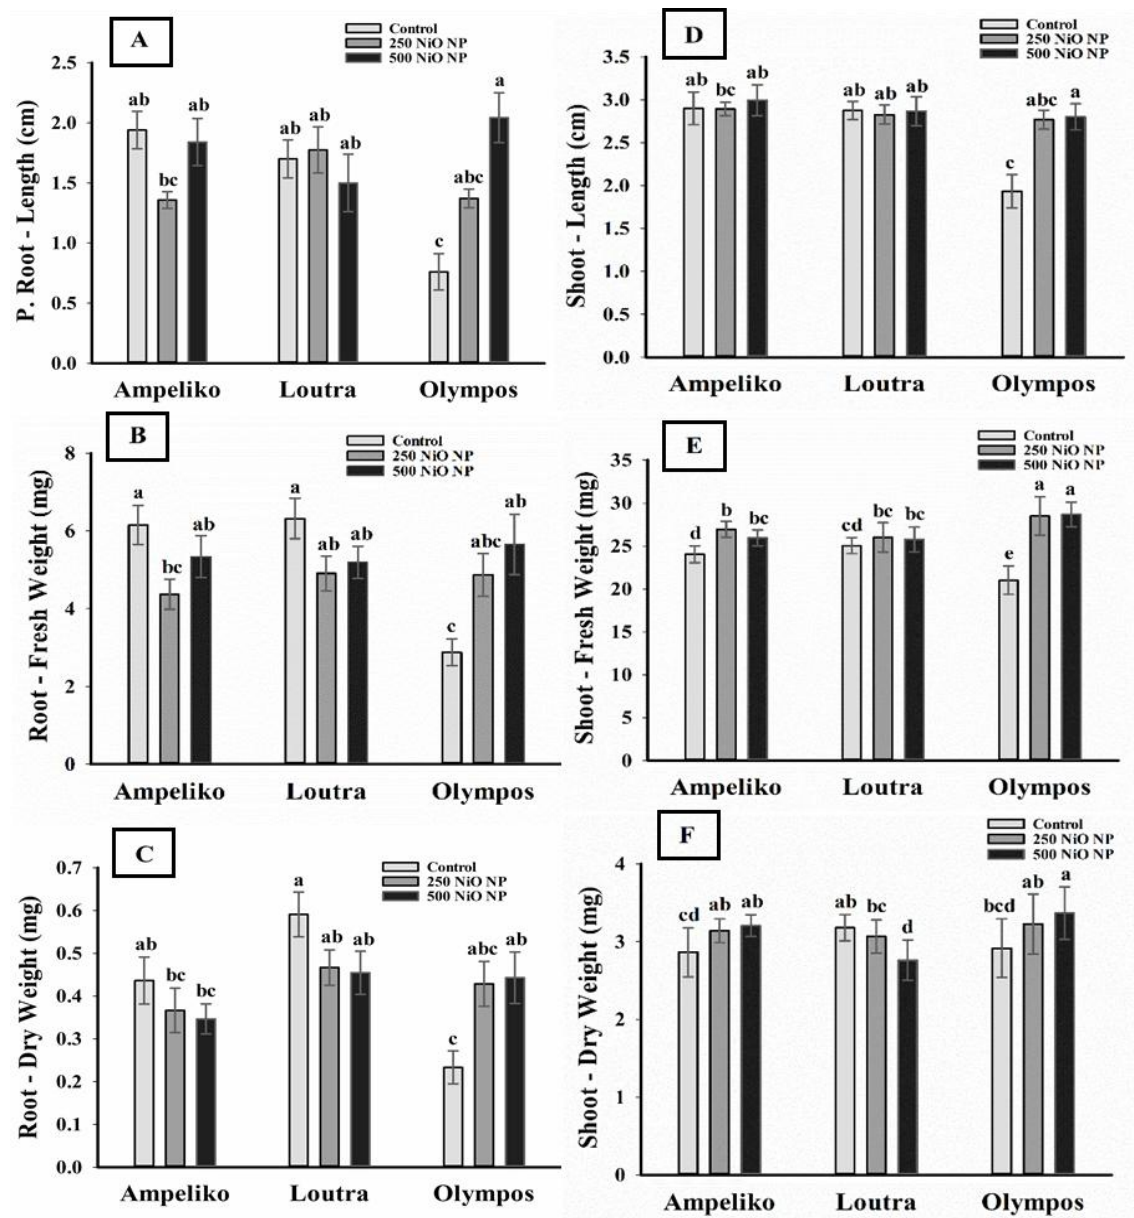 A
Control
250 NiO NP
500 NiO NP
P. Root - Length (cm)
2.5
2.0
1.5
1.0
0.5
0.0
ab
bc
ab
ab
ab
ab
c
abc
a
Ampeliko
Loutra
Olympos
D
Control
250 NiO NP
500 NiO NP
Shoot - Length (cm)
3.5
3.0
2.5
2.0
1.5
1.0
0.5
0.0
ab
bc
ab
ab
ab
ab
c
abc
a
Ampeliko
Loutra
Olympos
B
Control
250 NiO NP
500 NiO NP
Root - Fresh Weight (mg)
8
6
4
2
0
a
bc
ab
a
ab
ab
c
abc
ab
Ampeliko
Loutra
Olympos
E
Control
250 NiO NP
500 NiO NP
Shoot - Fresh Weight (mg)
35
30
25
20
15
10
5
0
d
b
bc
cd
bc
bc
e
a
a
Ampeliko
Loutra
Olympos
C
Control
250 NiO NP
500 NiO NP
Root - Dry Weight (mg)
0.7
0.6
0.5
0.4
0.3
0.2
0.1
0.0
ab
bc
bc
a
ab
ab
c
abc
ab
Ampeliko
Loutra
Olympos
F
Control
250 NiO NP
500 NiO NP
Shoot - Dry Weight (mg)
4
3
2
1
0
cd
ab
ab
ab
bc
d
bcd
ab
a
Ampeliko
Loutra
Olympos